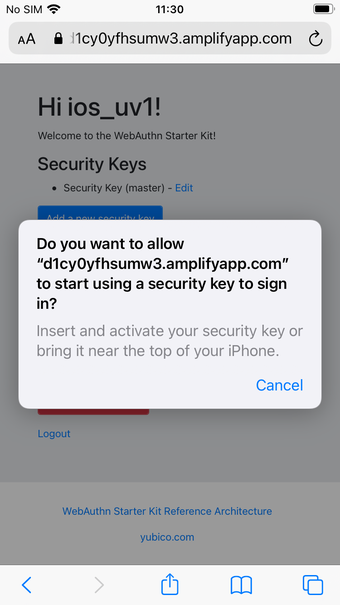 No SIM 11:30
AA d1cy0yfhsumw3.amplifyapp.com
Hi ios_uv1!
Welcome to the WebAuthn Starter Kit!
Security Keys
• Security Key (master) - Edit
Add a new security key
Do you want to allow
“d1cy0yfhsumw3.amplifyapp.com”
to start using a security key to sign
in?
Insert and activate your security key or
bring it near the top of your iPhone.
Cancel
Logout
WebAuthn Starter Kit Reference Architecture
yubico.com